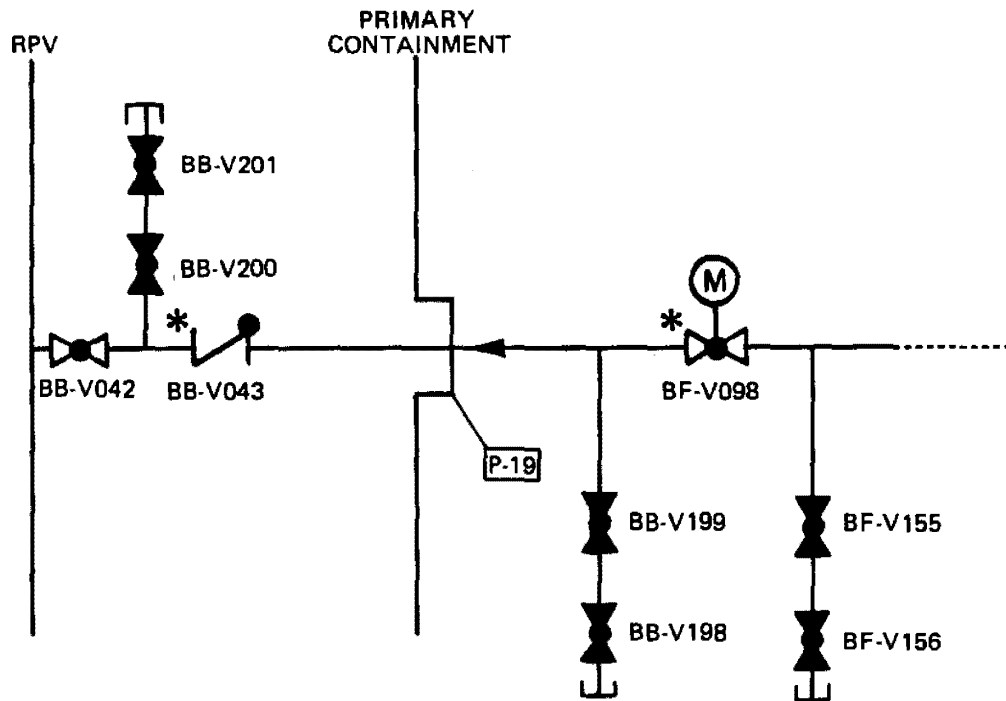 PRIMARY
CONTAINMENT
RPV
BB-V201
BB-V200
M
*
*
BB-V042
BB-V043
BF-V098
P-19
BB-V199
BF-V155
BB-V198
BF-V156